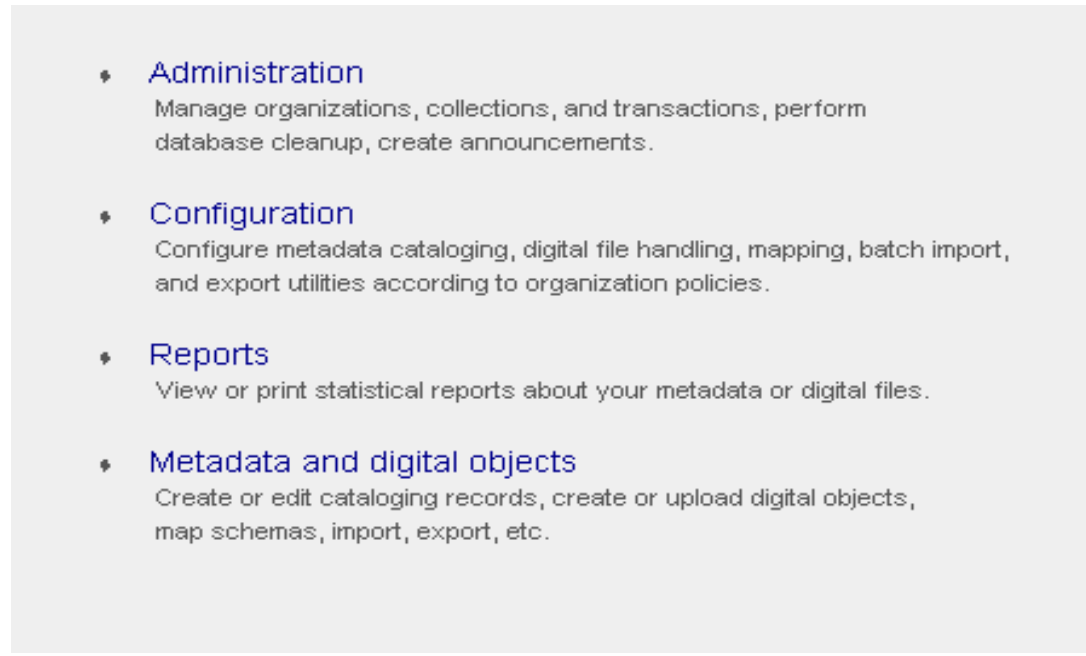 Administration
Manage organizations, collections, and transactions, perform
database cleanup, create announcements.
Configuration
Configure metadata cataloging, digital file handling, mapping, batch import,
and export utilities according to organization policies.
Reports
View or print statistical reports about your metadata or digital files.
Metadata and digital objects
Create or edit cataloging records, create or upload digital objects,
map schemas, import, export, etc.